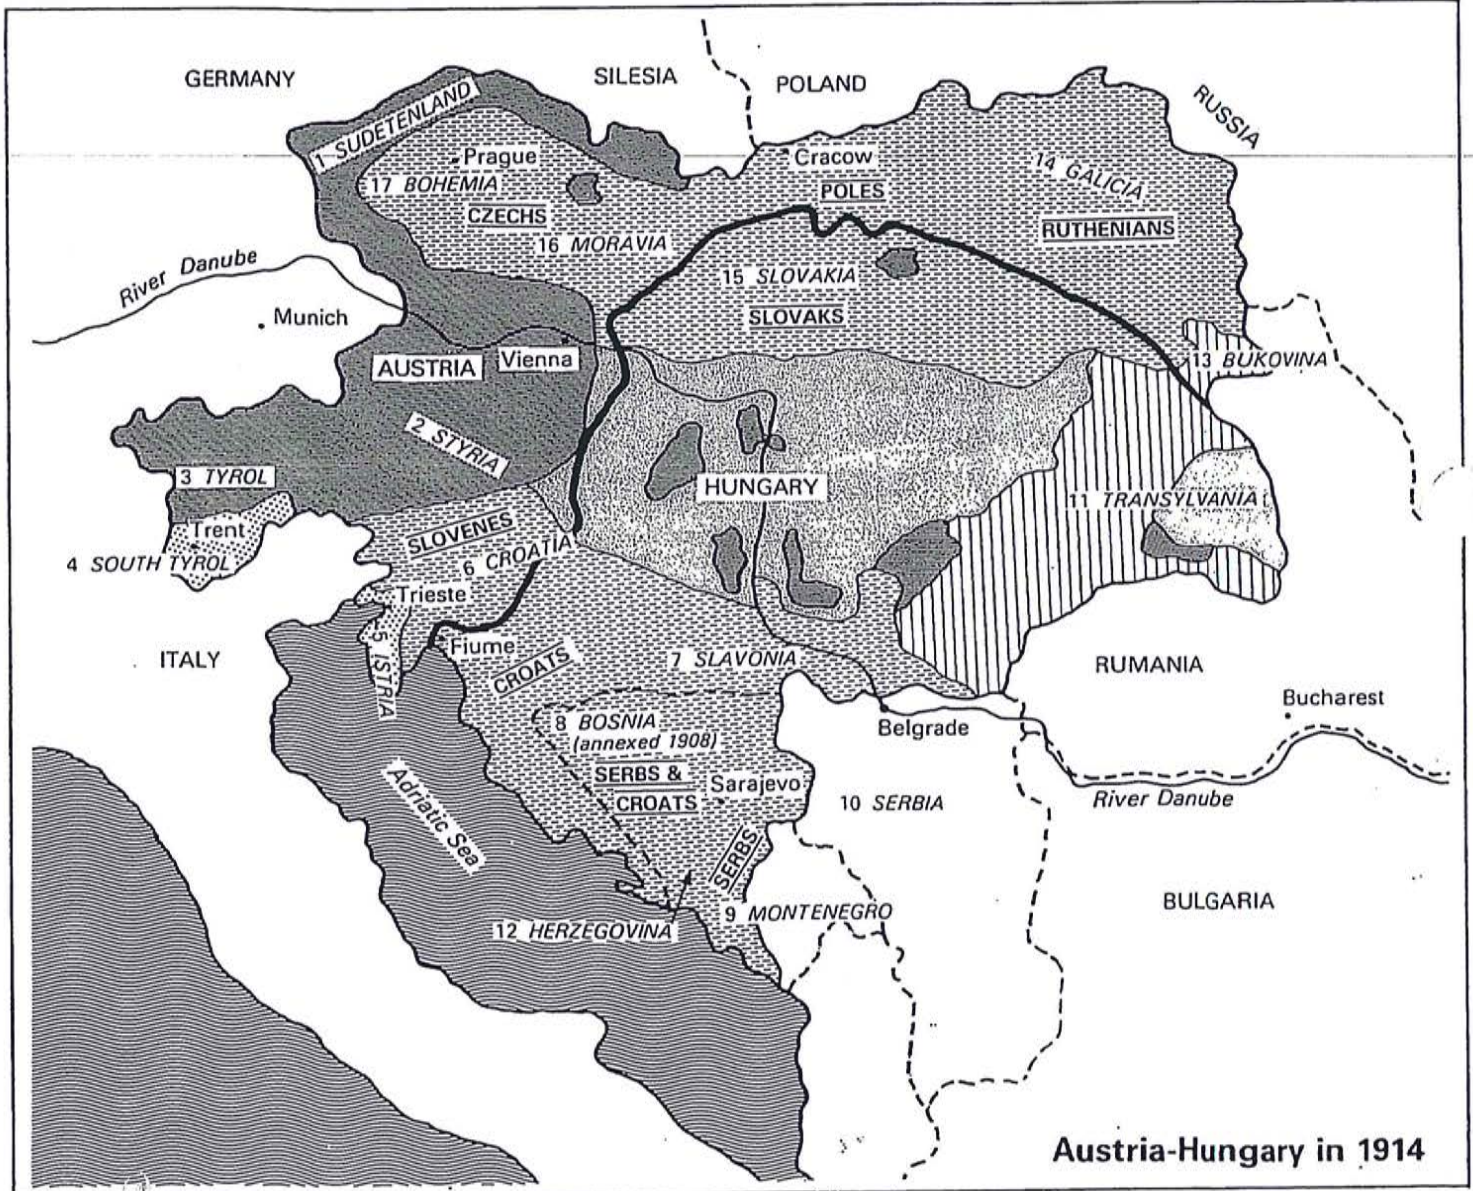 GERMANY
SILESIA
POLAND
RUSSIA
1 SUDETENLAND
Prague
17 BOHEMIA
CZECHS
16 MORAVIA
Cracow
POLES
14 GALICIA
RUTHENIANS
River Danube
Munich
15 SLOVAKIA
SLOVAKS
AUSTRIA
Vienna
13 BUKOVINA
2 STYRIA
3 TYROL
HUNGARY
11 TRANSYLVANIA
Trent
4 SOUTH TYROL
SLOVENES
6 CROATIA
Trieste
5 ISTRIA
Fiume
ITALY
CROATS
7 SLAVONIA
RUMANIA
Bucharest
8 BOSNIA
(annexed 1908)
Belgrade
SERBS &
CROATS
Sarajevo
10 SERBIA
River Danube
Adriatic Sea
SERBS
9 MONTENEGRO
12 HERZEGOVINA
BULGARIA
Austria-Hungary in 1914